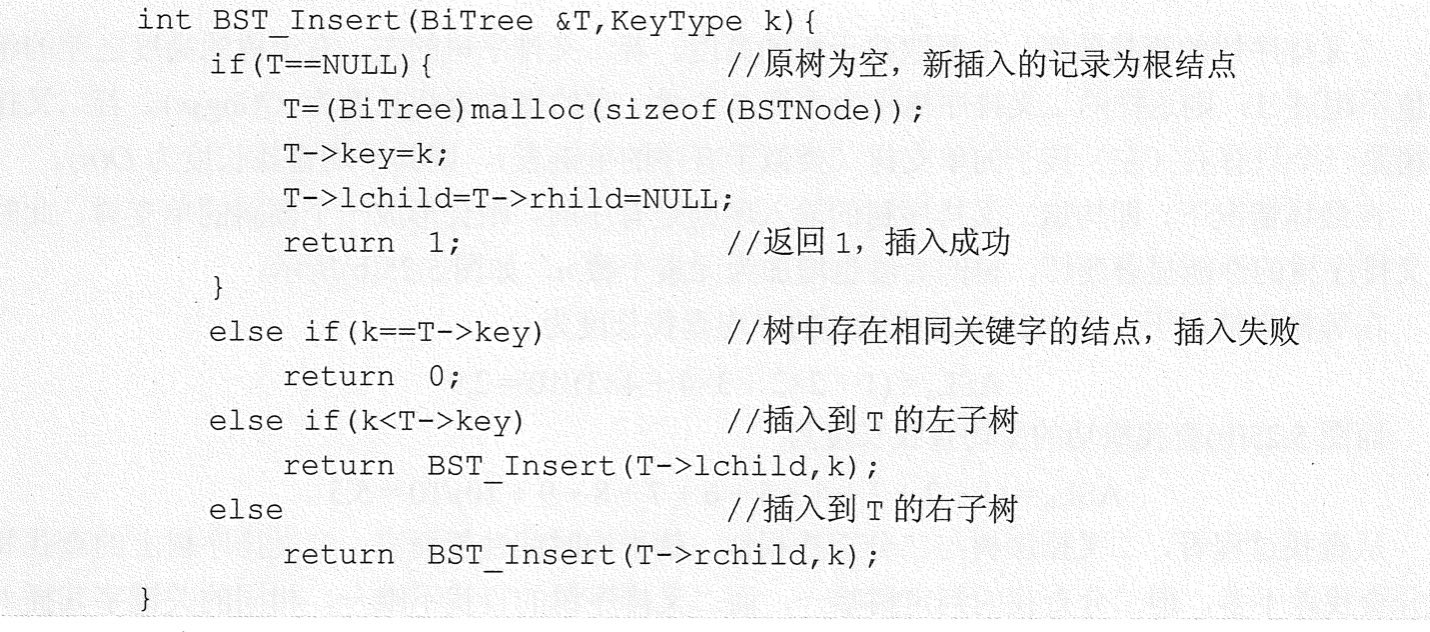 int BST_Insert(BiTree &T,KeyType k){
if(T==NULL){ //原树为空，新插入的记录为根结点
T=(BiTree)malloc(sizeof(BSTNode));
T->key=k;
T->lchild=T->rhild=NULL;
return 1; //返回1，插入成功
}
else if(k==T->key) //树中存在相同关键字的结点，插入失败
return 0;
else if(k<T->key) //插入到T的左子树
return BST_Insert(T->lchild,k);
else //插入到T的右子树
return BST_Insert(T->rchild,k);
}